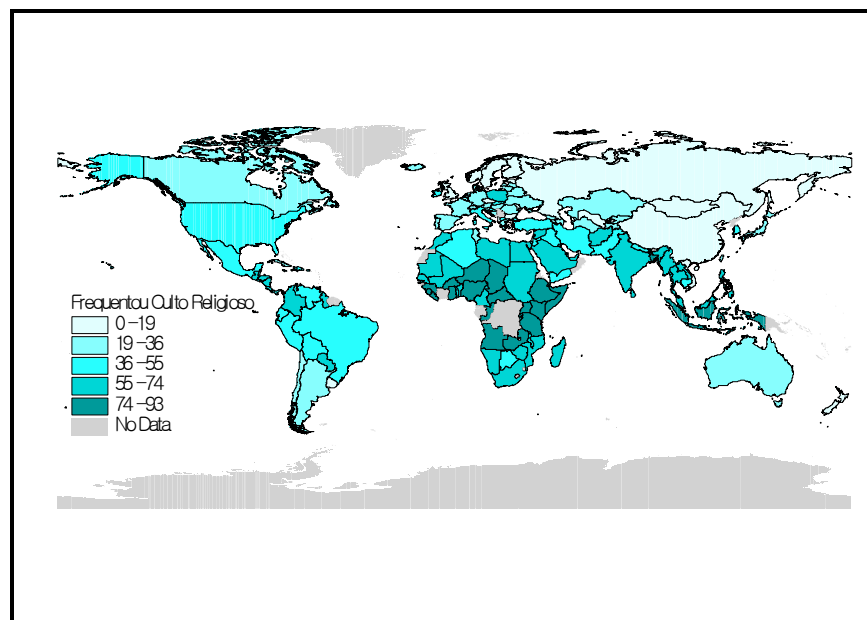 Frequentou Culto Religioso
0 – 19
19 – 36
36 – 55
55 – 74
74 – 93
No Data